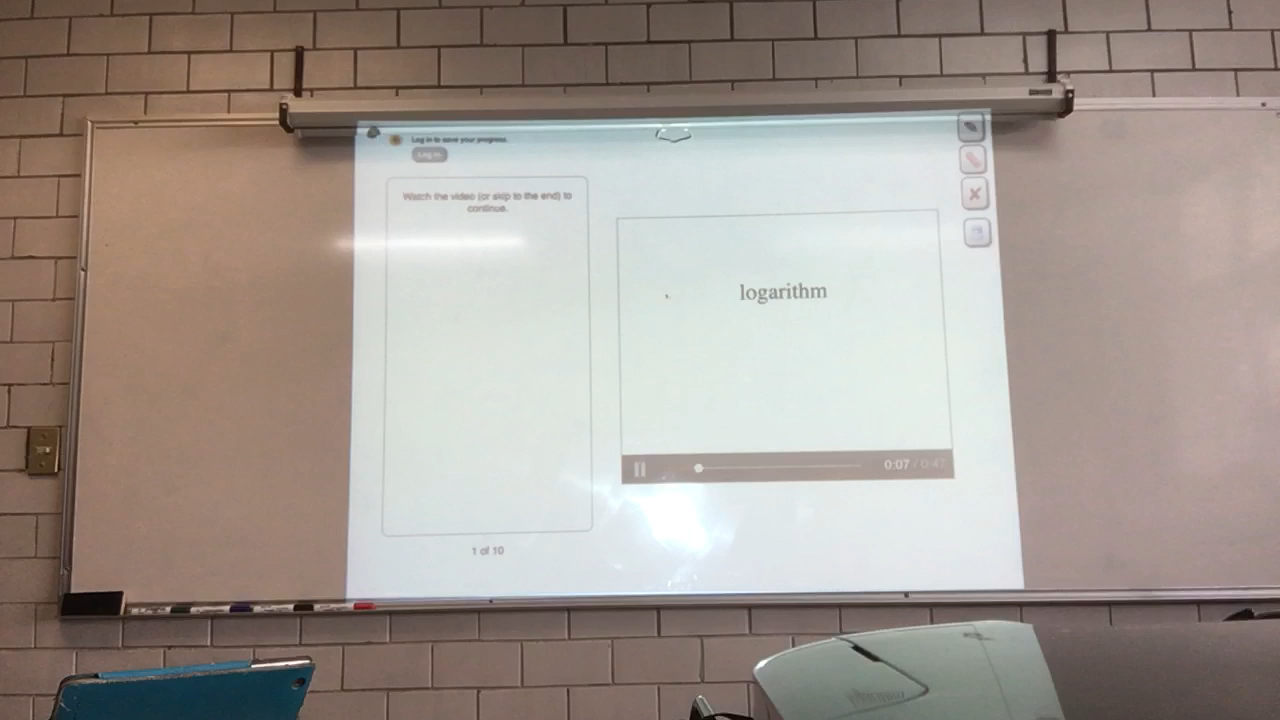 Log in to save your progress.
Log in
Watch the video (or skip to the end) to
continue.
logarithm
0:07 / 0:47
1 of 10